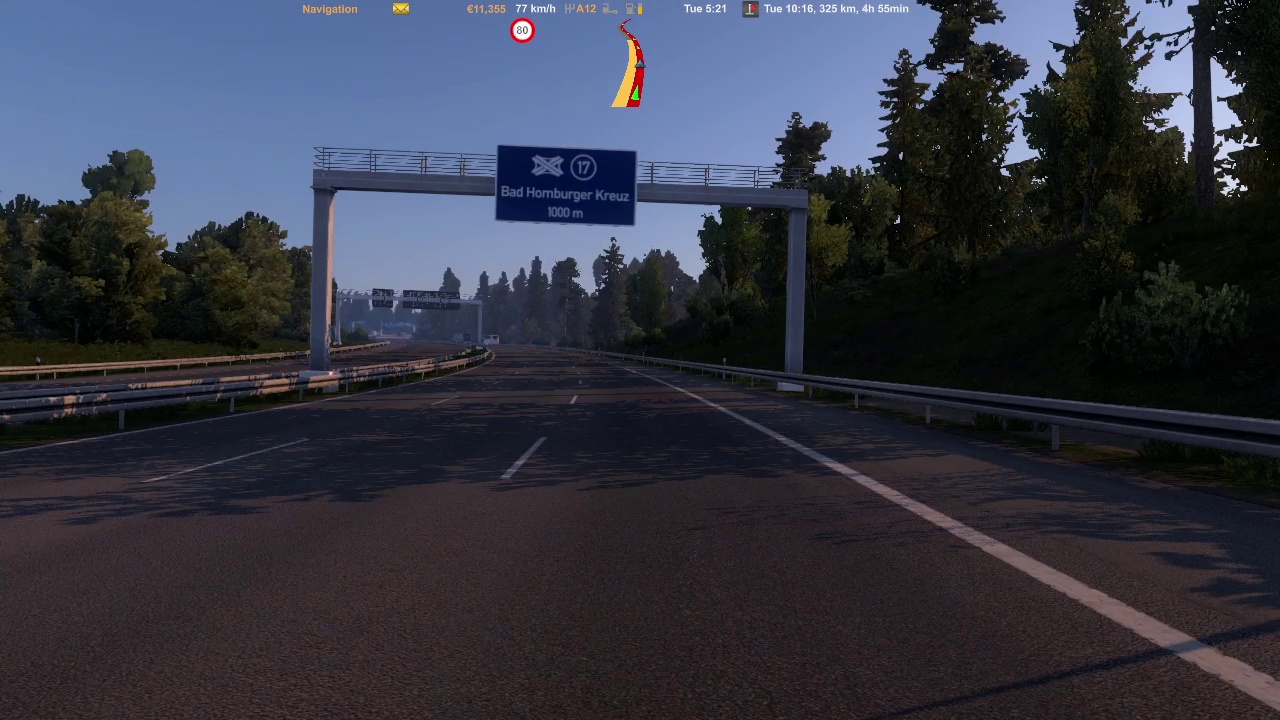 Navigation €11,355 77 km/h A12 Tue 5:21 Tue 10:16, 325 km, 4h 55min
80
17
Bad Homburger Kreuz
1000 m